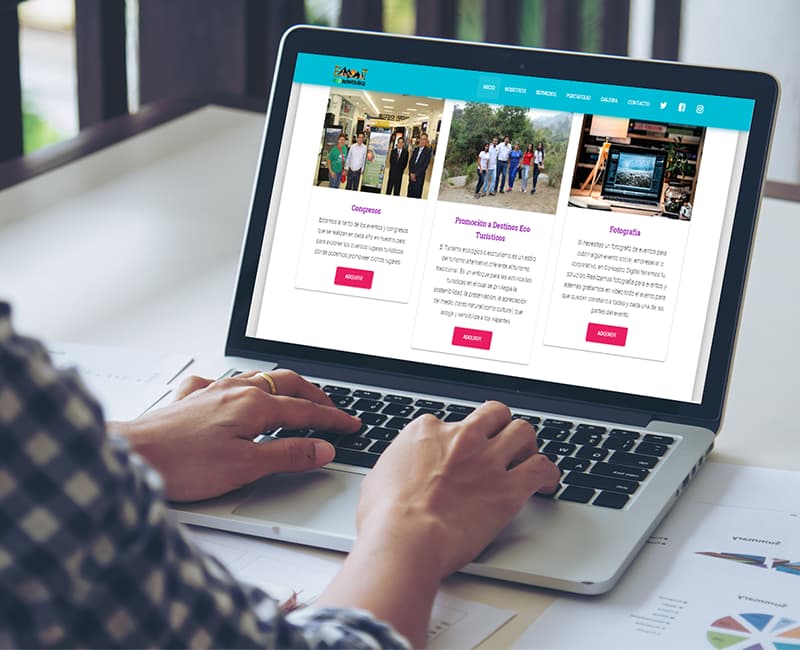 INICIO NOSOTROS SERVICIOS PORTAFOLIO GALERIA CONTACTO
Congresos
Estamos al tanto de los eventos y congresos
que se realizan en cada año en nuestro país
para exponer los diversos lugares turísticos
donde podemos promover dichos lugares.
ADQUIRIR
Promoción a Destinos Eco
Turísticos
El Turismo ecológico o ecoturismo es un estilo
del turismo alternativo diferente al turismo
tradicional. Es un enfoque para las actividades
turísticas en el cual se privilegia la
sostenibilidad, la preservación, la apreciación
del medio (tanto natural como cultural) que
acoge y sensibiliza a los viajantes.
ADQUIRIR
Fotografía
Si necesitas un fotógrafo de eventos para
cubrir algún evento social, empresarial o
corporativo, en Concepto Digital tenemos tu
solución. Realizamos fotografía para eventos y
además grabamos en video todo el evento para
que quedan constancia todas y cada una de las
partes del evento.
ADQUIRIR
Summary
Summary